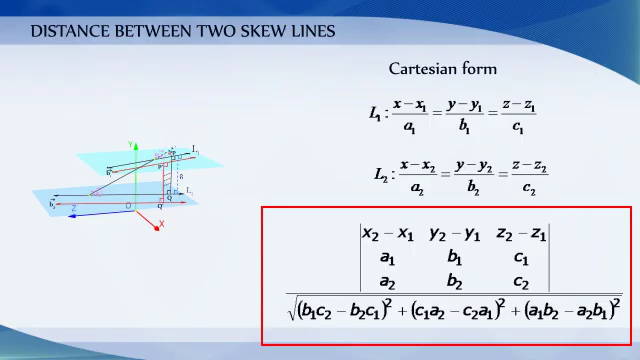 DISTANCE BETWEEN TWO SKEW LINES
Cartesian form
L₁ : (x – x₁)/a₁ = (y – y₁)/b₁ = (z – z₁)/c₁
L₂ : (x – x₂)/a₂ = (y – y₂)/b₂ = (z – z₂)/c₂
Y
L₁
P
Q
L₂
Z
O
X
x₂ – x₁ y₂ – y₁ z₂ – z₁
a₁ b₁ c₁
a₂ b₂ c₂
√(b₁c₂ – b₂c₁)² + (c₁a₂ – c₂a₁)² + (a₁b₂ – a₂b₁)²